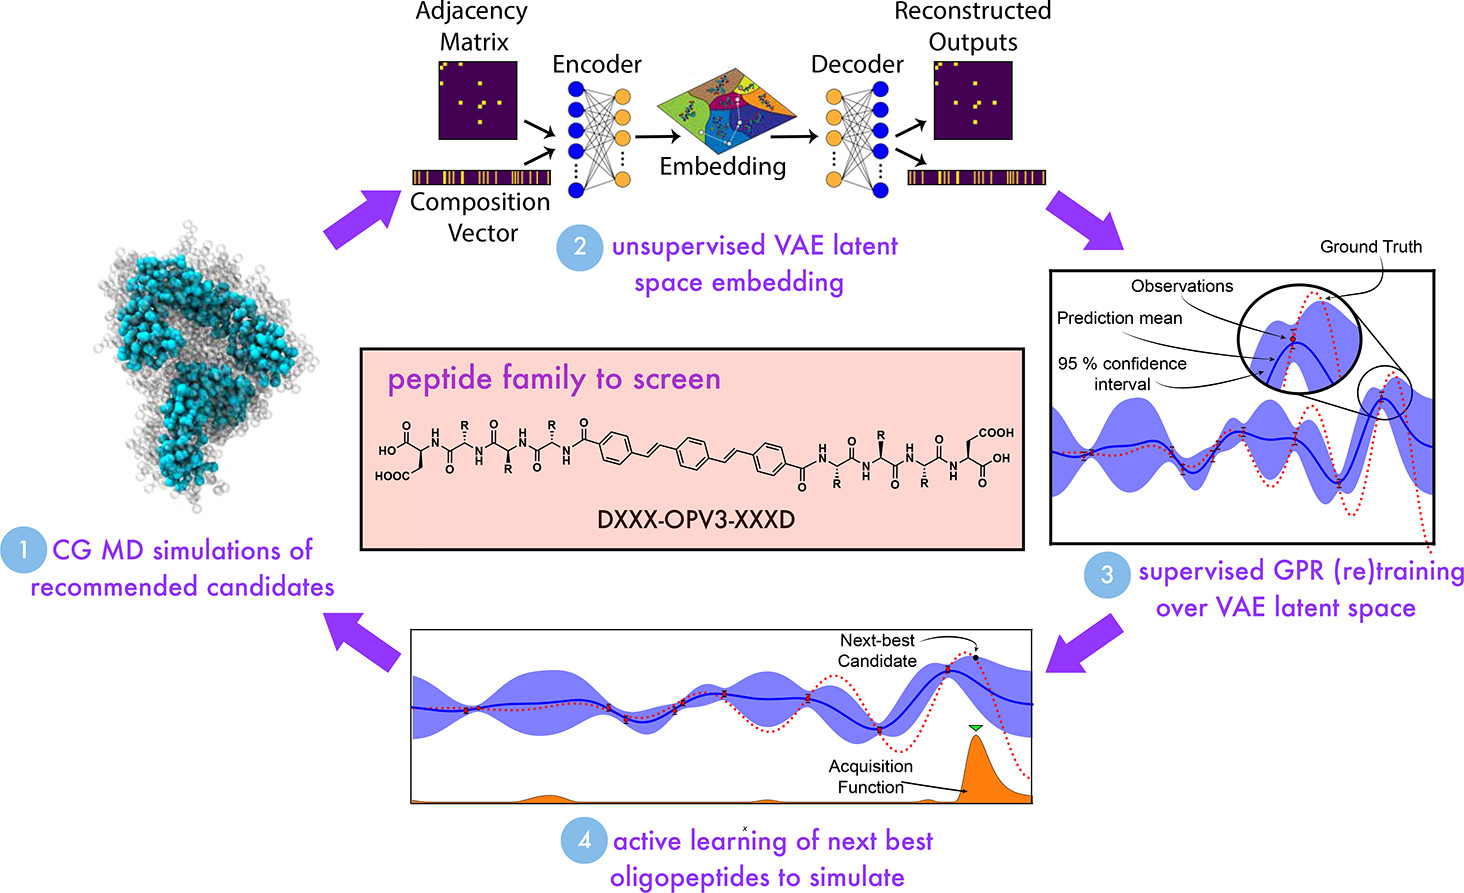 Adjacency
Matrix
Encoder
Embedding
Decoder
Reconstructed
Outputs
Composition
Vector
2 unsupervised VAE latent
space embedding
Ground Truth
Observations
Prediction mean
95 % confidence
interval
3 supervised GPR (re)training
over VAE latent space
peptide family to screen
O
HO
HOOC
H
N
O
R
N
H
O
R
H
N
O
R
N
H
O
O
H
N
R
O
N
H
R
O
H
N
R
O
N
H
COOH
OH
O
DXXX-OPV3-XXXD
1 CG MD simulations of
recommended candidates
Next-best
Candidate
Acquisition
Function
x
4 active learning of next best
oligopeptides to simulate